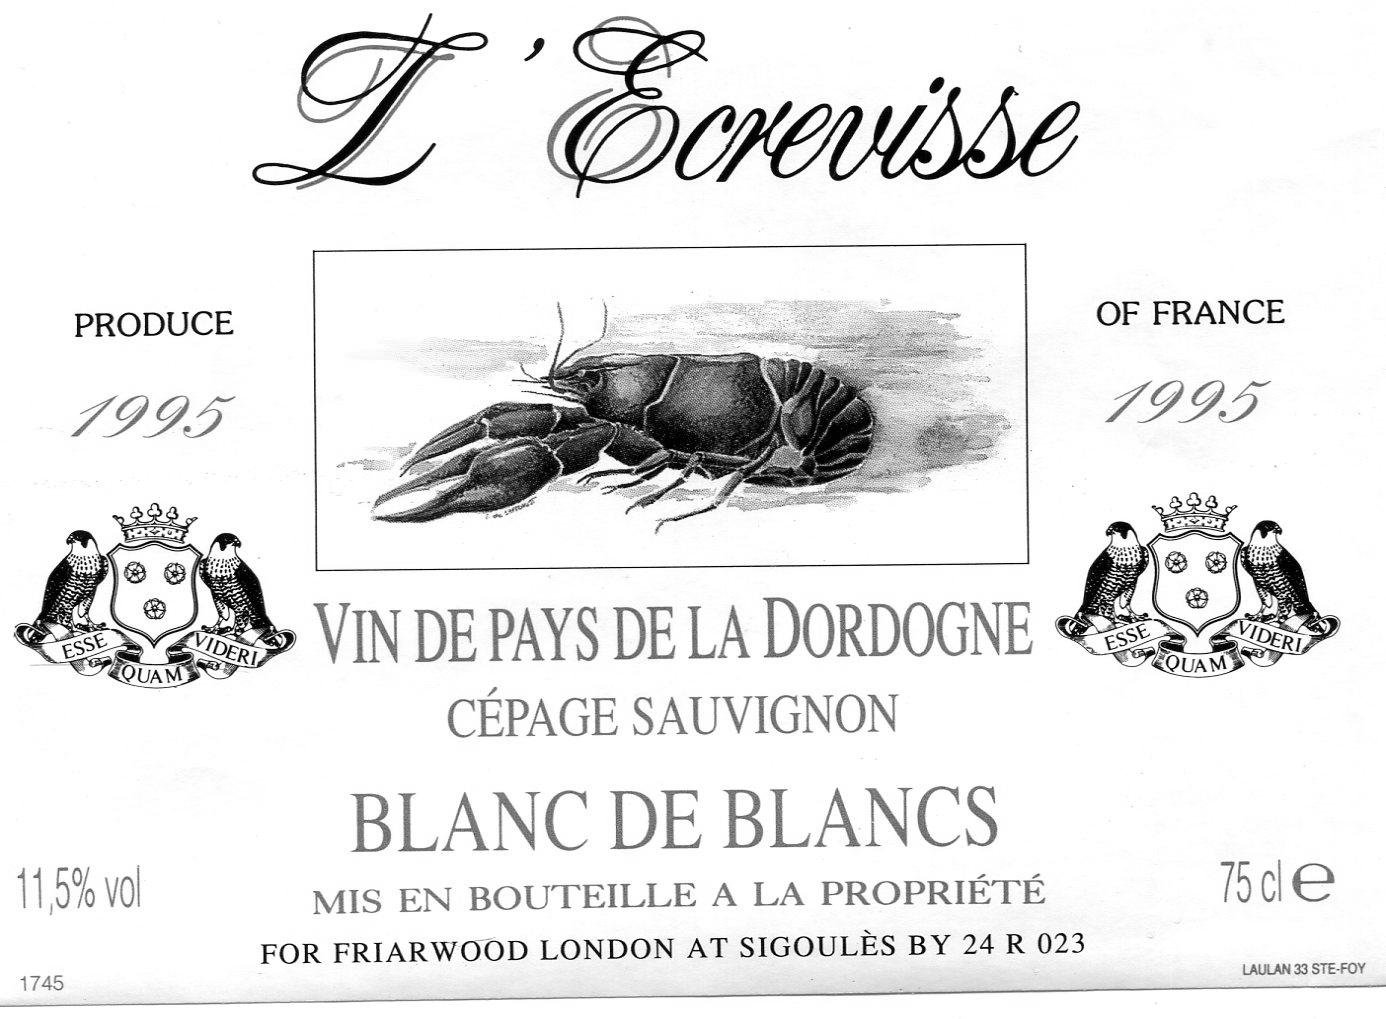 L'Ecrevisse
PRODUCE
OF FRANCE
1995
1995
ESSE QUAM VIDERI
ESSE QUAM VIDERI
VIN DE PAYS DE LA DORDOGNE
CÉPAGE SAUVIGNON
BLANC DE BLANCS
11,5% vol
75 cl e
MIS EN BOUTEILLE A LA PROPRIÉTÉ
FOR FRIARWOOD LONDON AT SIGOULÈS BY 24 R 023
1745
LAULAN 33 STE-FOY